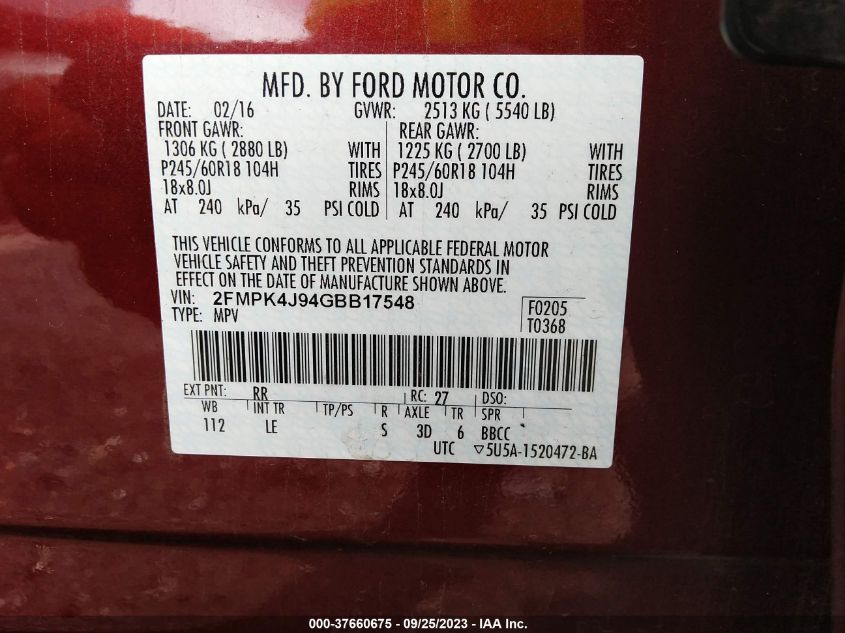 MFD. BY FORD MOTOR CO.
DATE: 02/16 GVWR: 2513 KG ( 5540 LB)
FRONT GAWR: REAR GAWR:
1306 KG ( 2880 LB) WITH 1225 KG ( 2700 LB) WITH
P245/60R18 104H TIRES P245/60R18 104H TIRES
18x8.0J RIMS 18x8.0J RIMS
AT 240 kPa/ 35 PSI COLD AT 240 kPa/ 35 PSI COLD
THIS VEHICLE CONFORMS TO ALL APPLICABLE FEDERAL MOTOR
VEHICLE SAFETY AND THEFT PREVENTION STANDARDS IN
EFFECT ON THE DATE OF MANUFACTURE SHOWN ABOVE.
VIN: 2FMPK4J94GBB17548 F0205
TYPE: MPV T0368
EXT PNT: RR RC: 27 DSO:
WB INT TR TP/PS R AXLE TR SPR
112 LE S 3D 6 BBCC
UTC ▽5U5A-1520472-BA
000-37660675 - 09/25/2023 - IAA Inc.